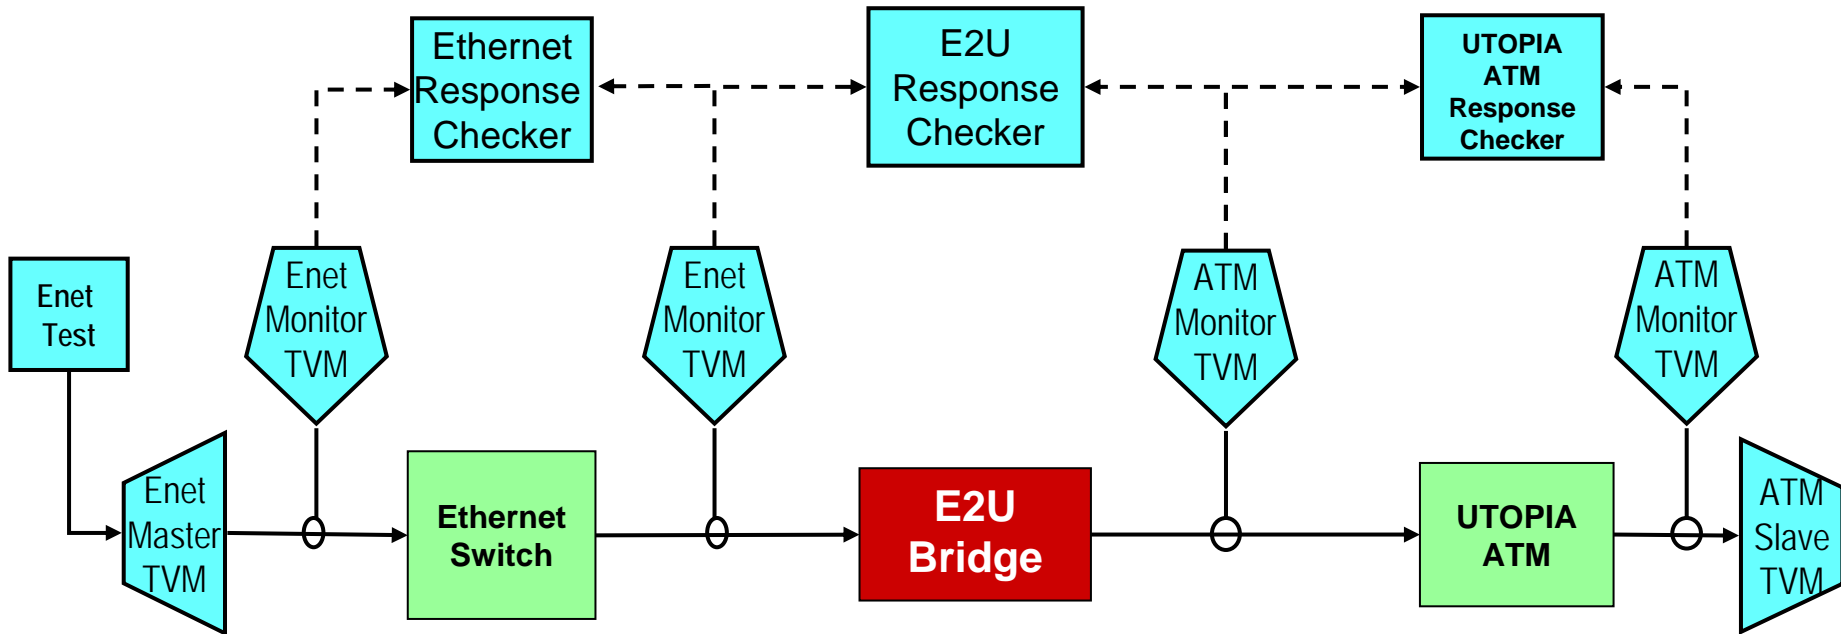 Ethernet
Response
Checker
E2U
Response
Checker
UTOPIA
ATM
Response
Checker
Enet
Test
Enet
Monitor
TVM
Enet
Monitor
TVM
ATM
Monitor
TVM
ATM
Monitor
TVM
Enet
Master
TVM
Ethernet
Switch
E2U
Bridge
UTOPIA
ATM
ATM
Slave
TVM